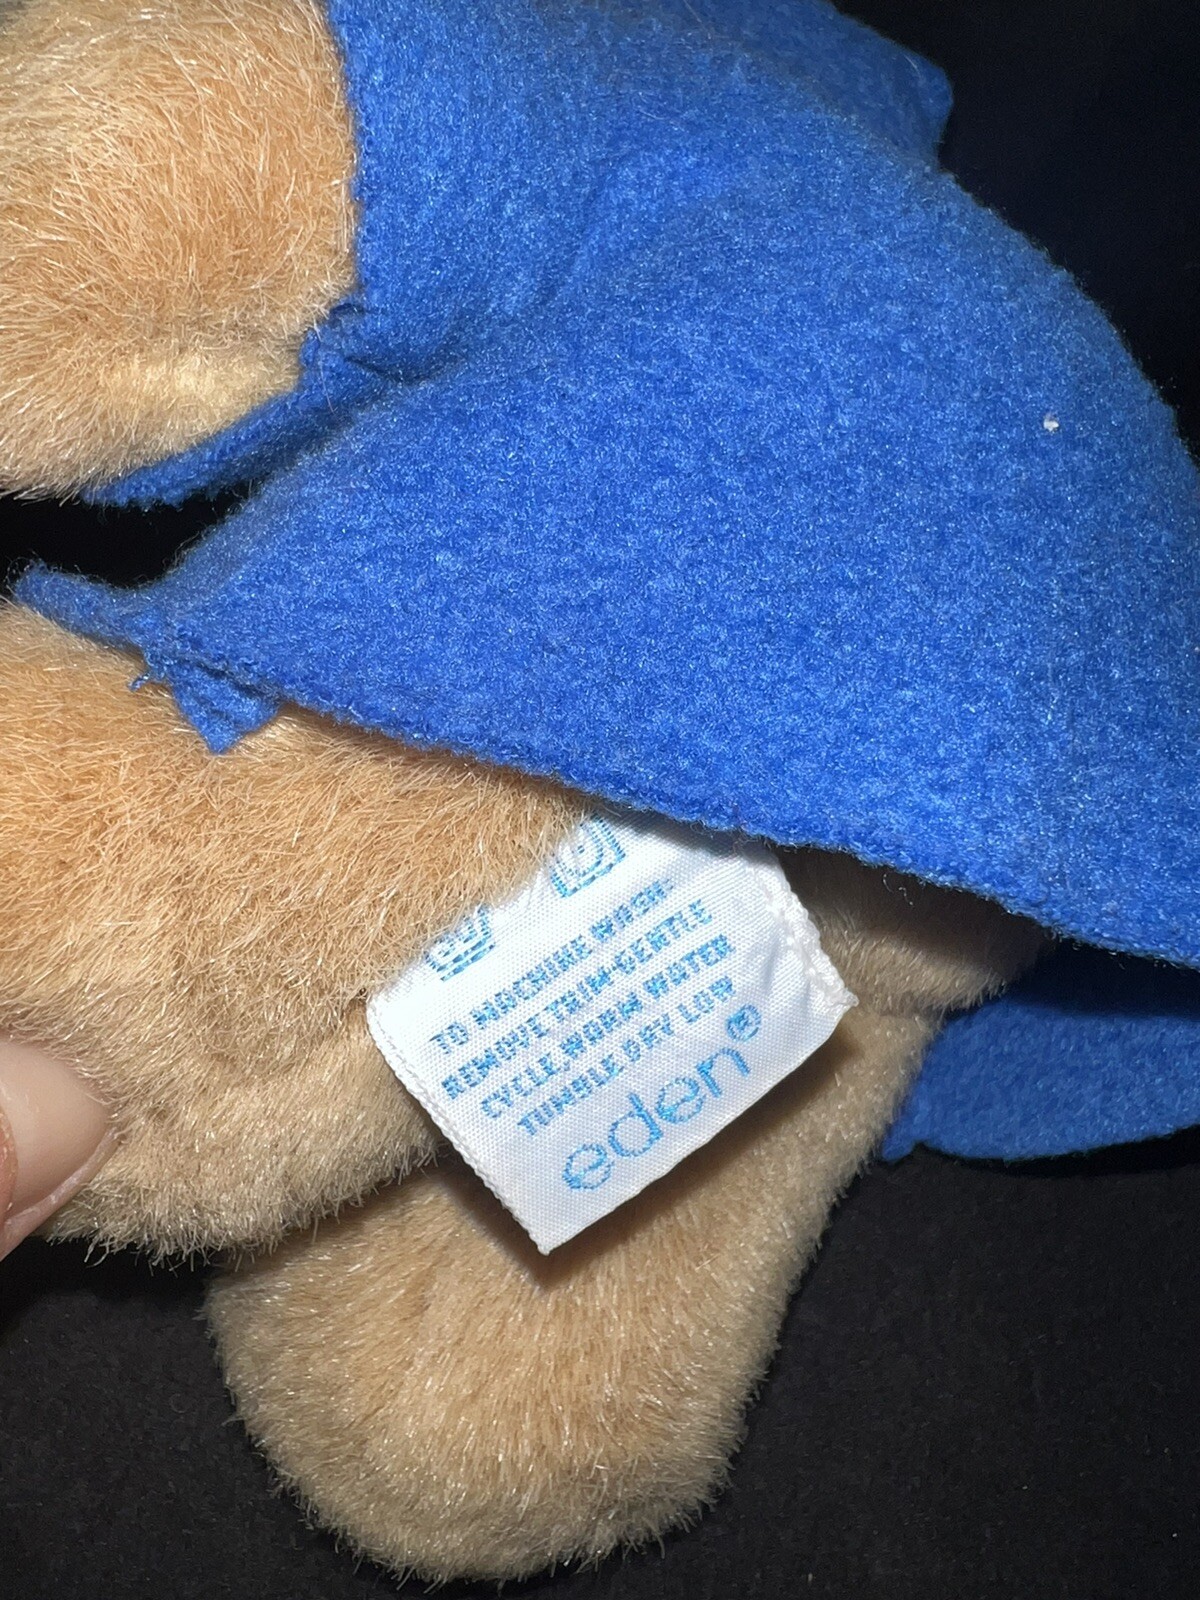 TO MACHINE WASH-
REMOVE TRIM-GENTLE
CYCLE, WARM WATER
TUMBLE DRY LOW
eden®